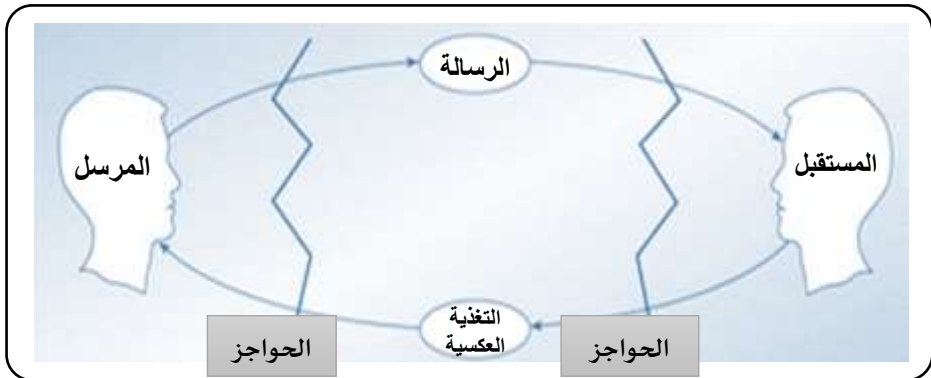 الرسالة
المرسل
المستقبل
التغذية
العكسية
الحواجز
الحواجز